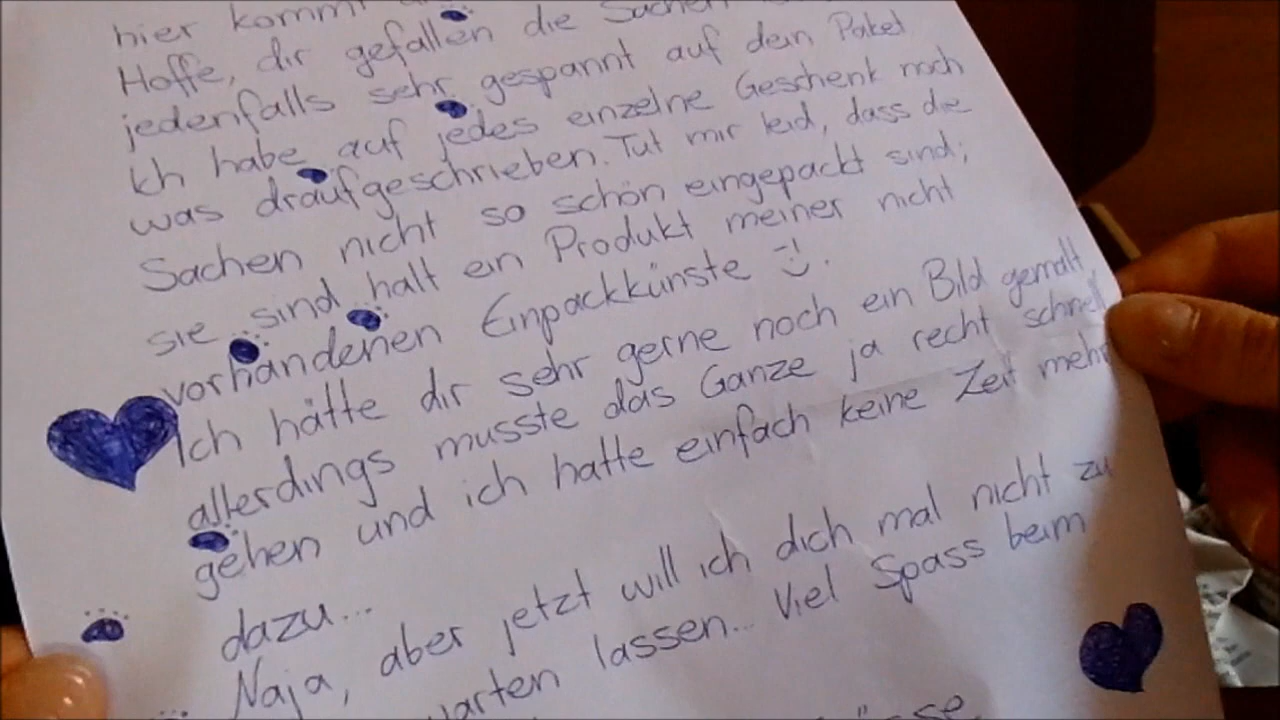 hier kommt
Hoffe, dir gefallen die Sachen
jedenfalls sehr gespannt auf dein Paket
Ich habe auf jedes einzelne Geschenk noch
was draufgeschrieben. Tut mir leid, dass die
Sachen nicht so schön eingepackt sind;
sie sind halt ein Produkt meiner nicht
vorhandenen Einpackkünste :).
Ich hätte dir sehr gerne noch ein Bild gemalt
allerdings musste das Ganze ja recht schnell
gehen und ich hatte einfach keine Zeit mehr
dazu...
Naja, aber jetzt will ich dich mal nicht zu
warten lassen... Viel Spass beim